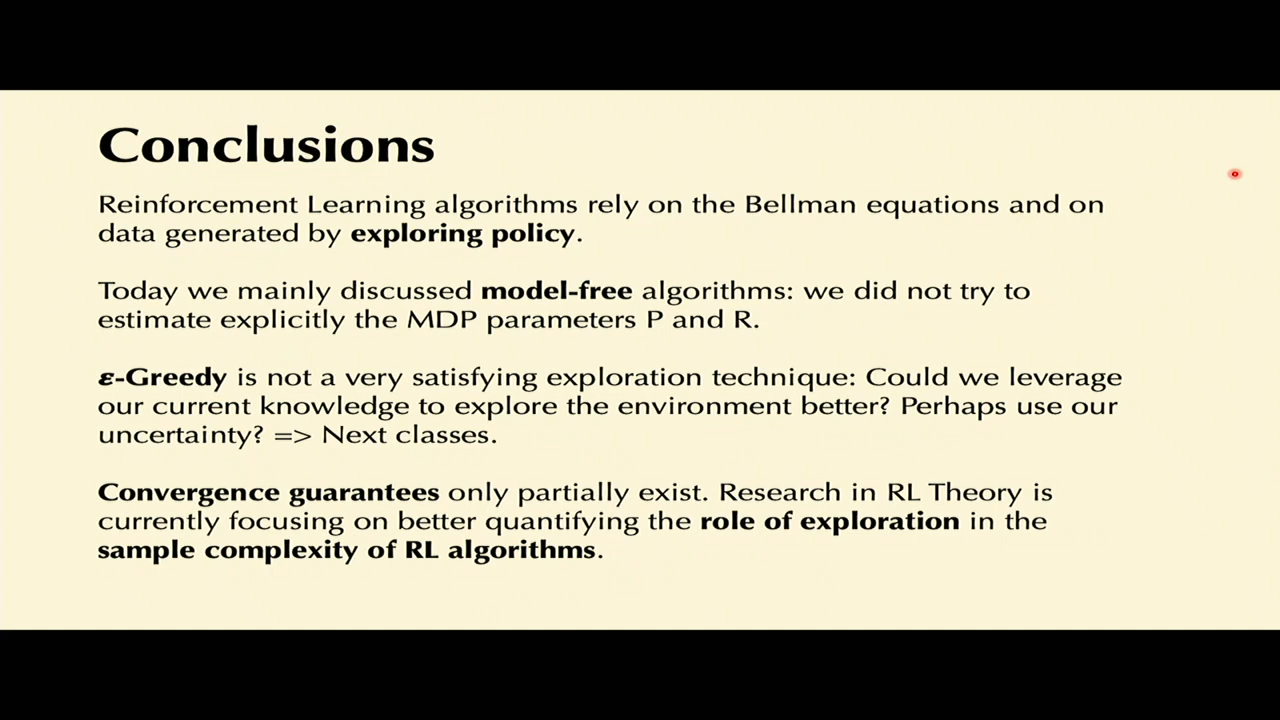 Conclusions
Reinforcement Learning algorithms rely on the Bellman equations and on
data generated by exploring policy.
Today we mainly discussed model-free algorithms: we did not try to
estimate explicitly the MDP parameters P and R.
ε-Greedy is not a very satisfying exploration technique: Could we leverage
our current knowledge to explore the environment better? Perhaps use our
uncertainty? => Next classes.
Convergence guarantees only partially exist. Research in RL Theory is
currently focusing on better quantifying the role of exploration in the
sample complexity of RL algorithms.